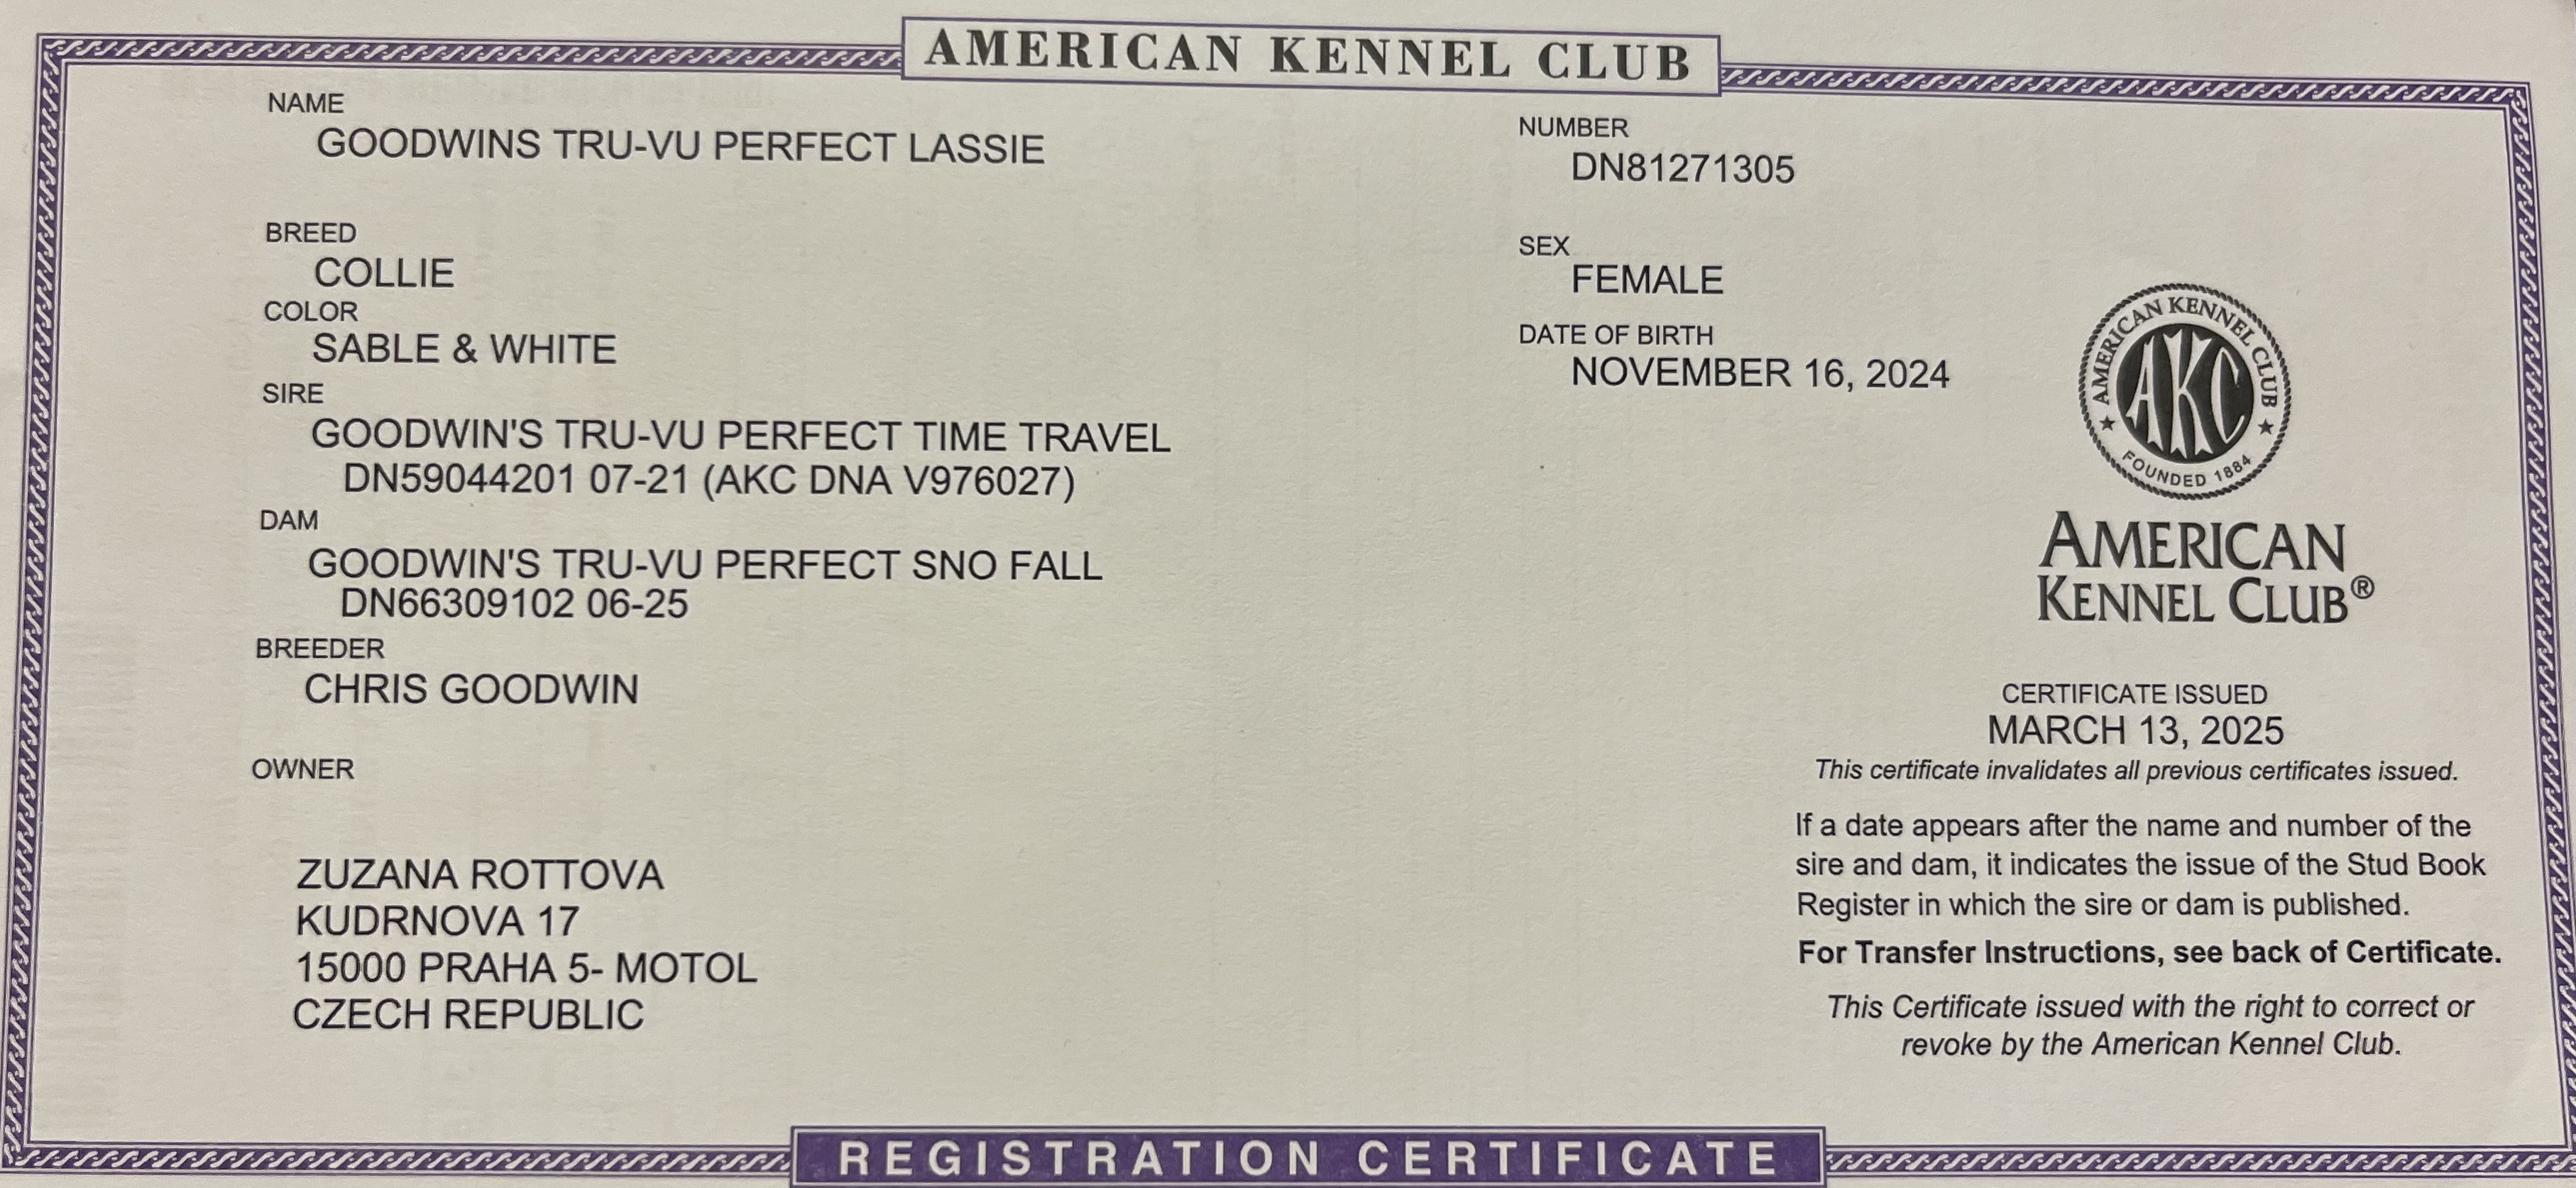 AMERICAN KENNEL CLUB
NAME
GOODWINS TRU-VU PERFECT LASSIE
NUMBER
DN81271305
BREED
COLLIE
SEX
FEMALE
COLOR
SABLE & WHITE
DATE OF BIRTH
NOVEMBER 16, 2024
SIRE
GOODWIN'S TRU-VU PERFECT TIME TRAVEL
DN59044201 07-21 (AKC DNA V976027)
DAM
GOODWIN'S TRU-VU PERFECT SNO FALL
DN66309102 06-25
BREEDER
CHRIS GOODWIN
OWNER
ZUZANA ROTTOVA
KUDRNOVA 17
15000 PRAHA 5- MOTOL
CZECH REPUBLIC
AMERICAN KENNEL CLUB
AKC
FOUNDED 1884
AMERICAN
KENNEL CLUB®
CERTIFICATE ISSUED
MARCH 13, 2025
This certificate invalidates all previous certificates issued.
If a date appears after the name and number of the
sire and dam, it indicates the issue of the Stud Book
Register in which the sire or dam is published.
For Transfer Instructions, see back of Certificate.
This Certificate issued with the right to correct or
revoke by the American Kennel Club.
REGISTRATION CERTIFICATE